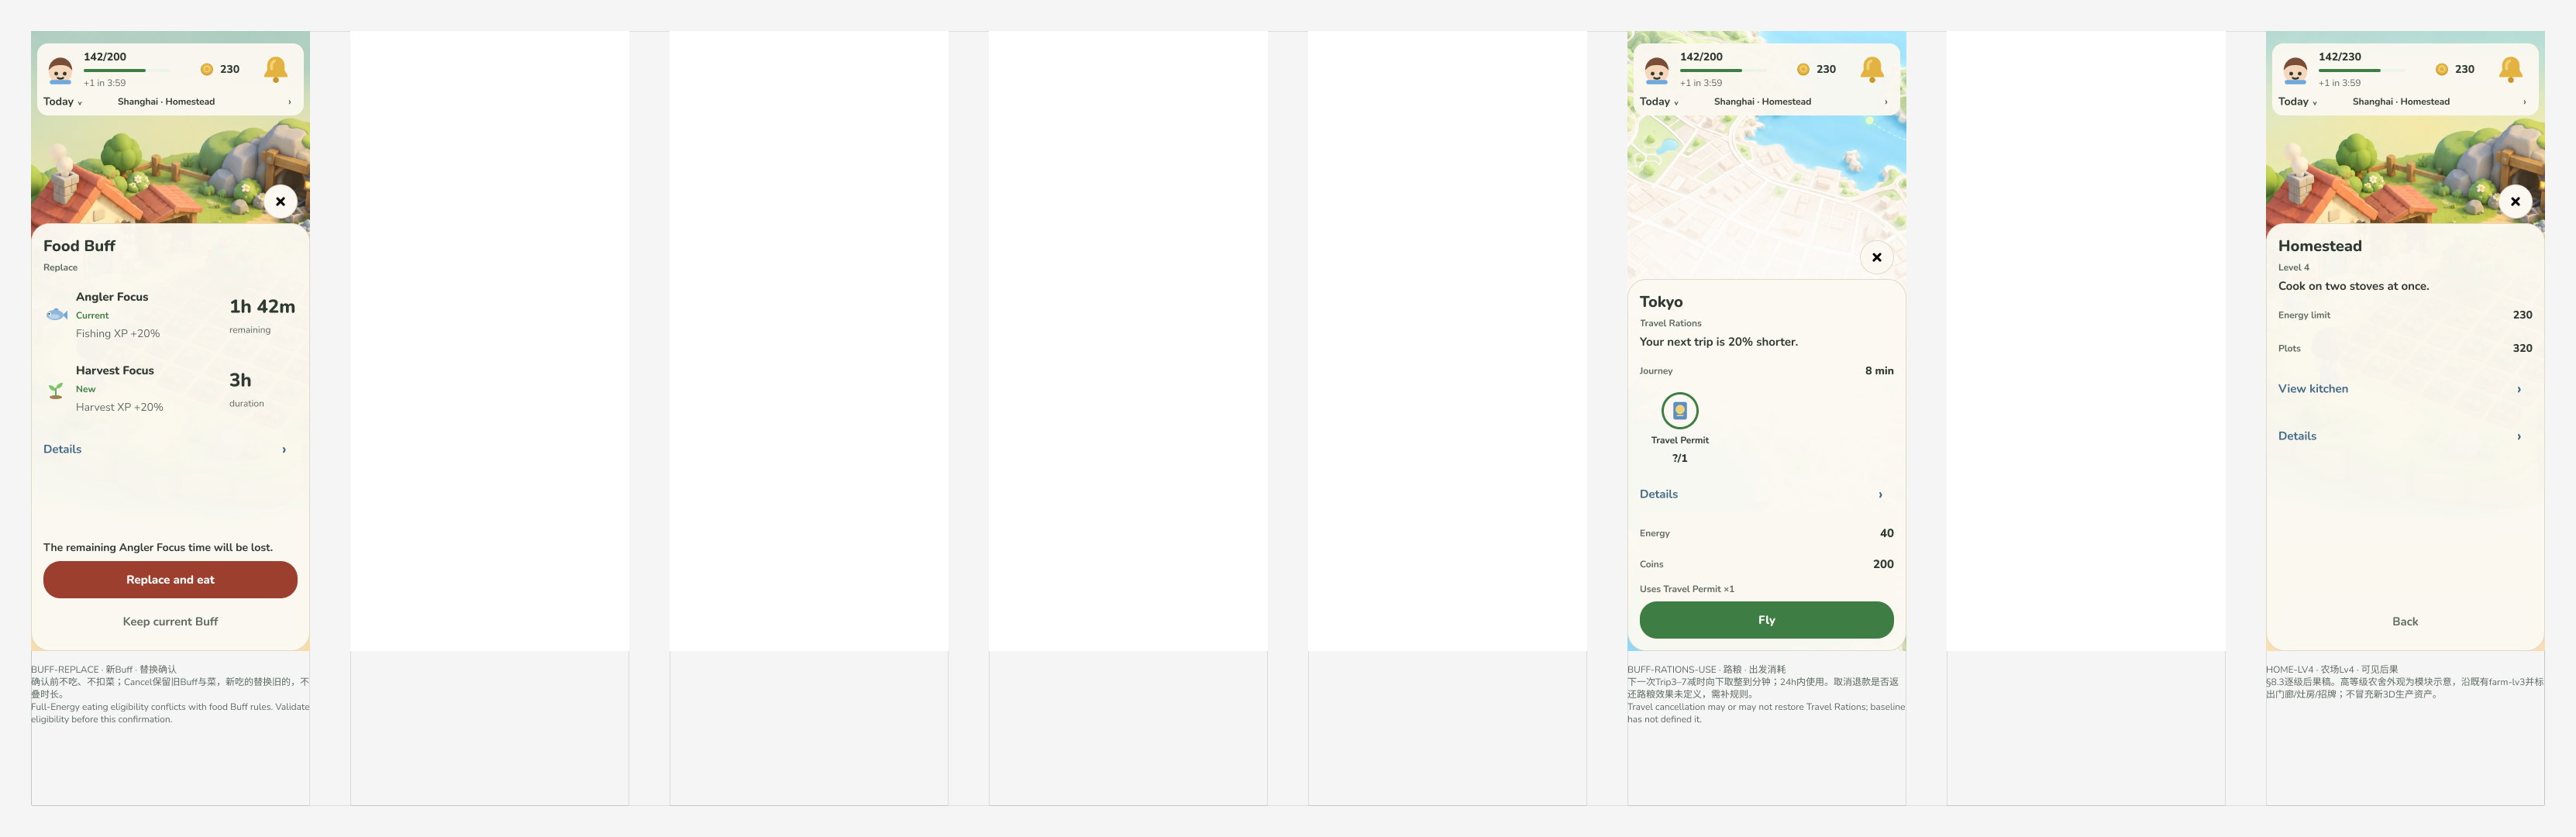 142/200
+1 in 3:59
230
Today ˅
Shanghai · Homestead
›
Food Buff
Replace
Angler Focus
Current
Fishing XP +20%
1h 42m
remaining
Harvest Focus
New
Harvest XP +20%
3h
duration
Details
›
The remaining Angler Focus time will be lost.
Replace and eat
Keep current Buff
BUFF-REPLACE · 新Buff · 替换确认
确认前不吃、不扣菜；Cancel保留旧Buff与菜，新吃的替换旧的，不
叠时长。
Full-Energy eating eligibility conflicts with food Buff rules. Validate
eligibility before this confirmation.
142/200
+1 in 3:59
230
Today ˅
Shanghai · Homestead
›
Tokyo
Travel Rations
Your next trip is 20% shorter.
Journey
8 min
Travel Permit
?/1
Details
›
Energy
40
Coins
200
Uses Travel Permit ×1
Fly
BUFF-RATIONS-USE · 路粮 · 出发消耗
下一次Trip3–7减时向下取整到分钟；24h内使用。取消退款是否返
还路粮效果未定义，需补规则。
Travel cancellation may or may not restore Travel Rations; baseline
has not defined it.
142/230
+1 in 3:59
230
Today ˅
Shanghai · Homestead
›
Homestead
Level 4
Cook on two stoves at once.
Energy limit
230
Plots
320
View kitchen
›
Details
›
Back
HOME-LV4 · 农场Lv4 · 可见后果
§8.3逐级后果稿。高等级农舍外观为模块示意，沿既有farm-lv3并标
出门廊/灶房/招牌；不冒充新3D生产资产。